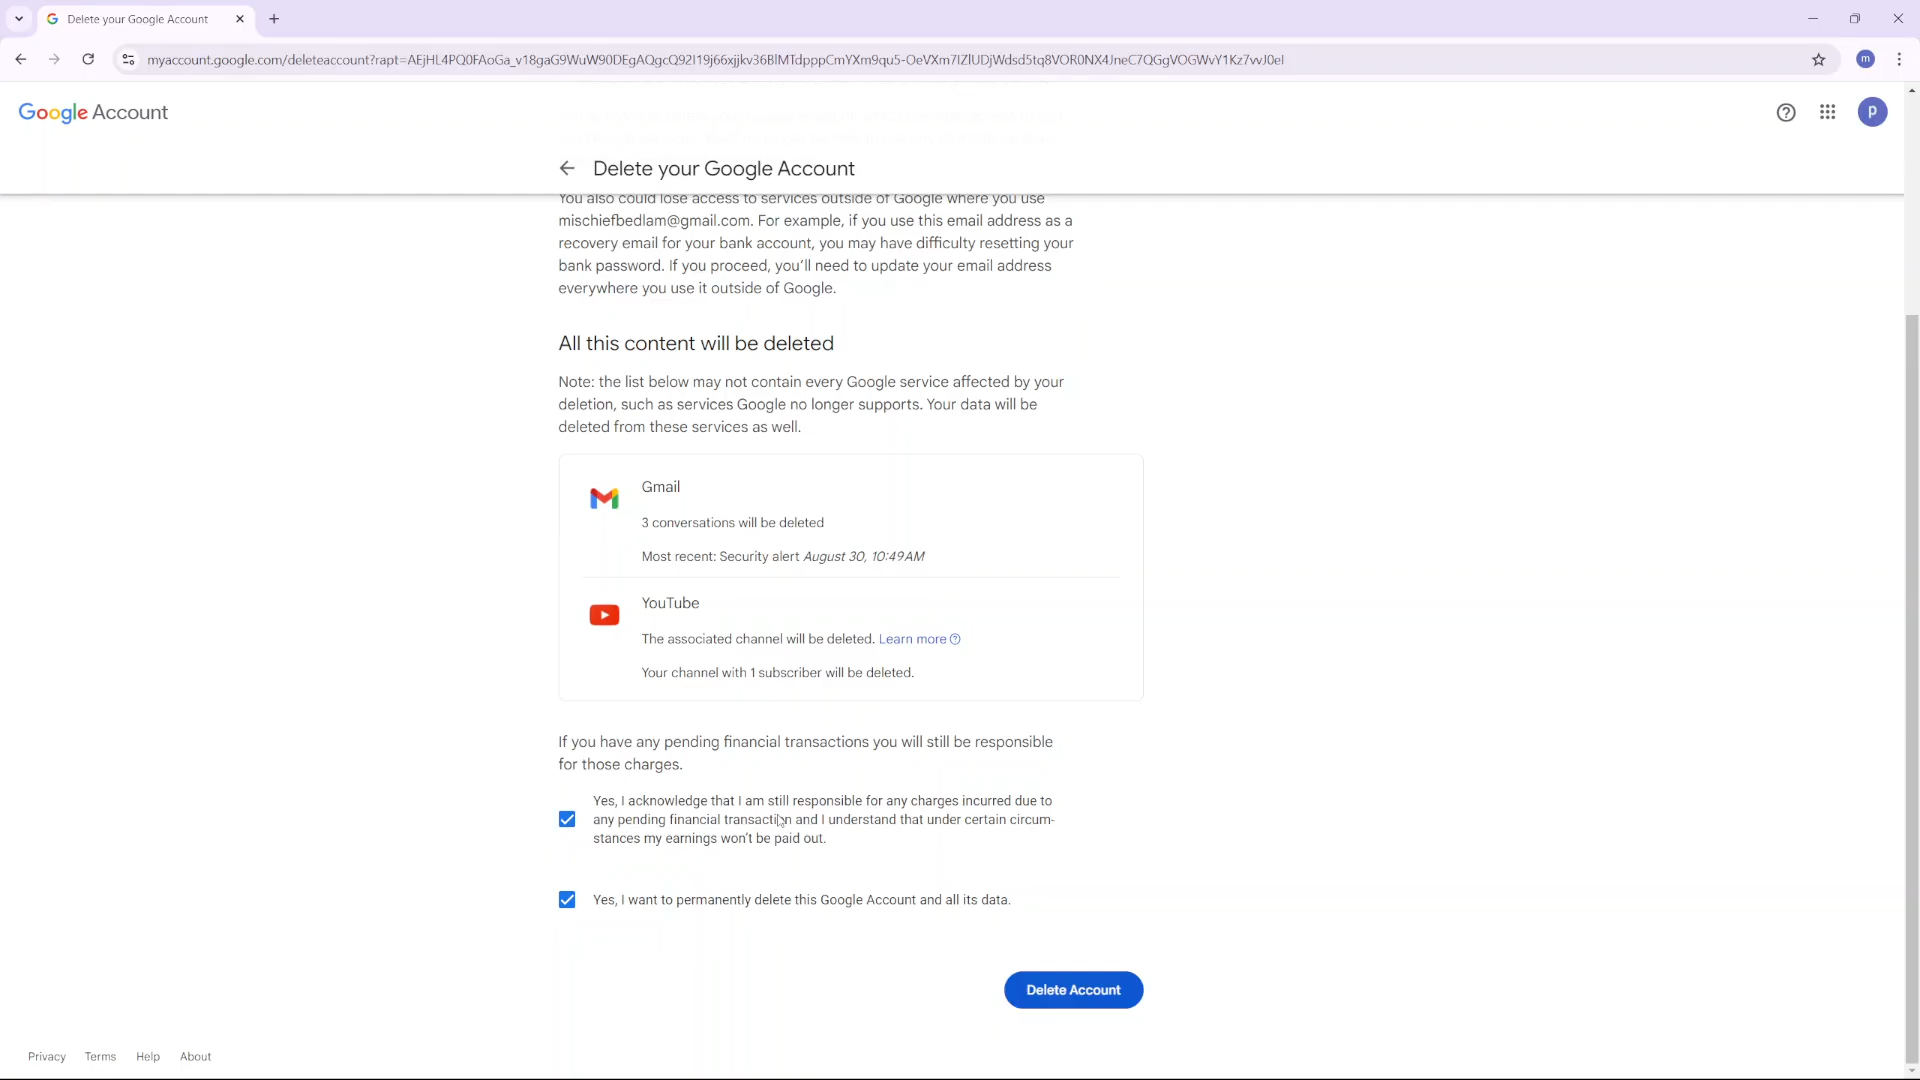 Delete your Google Account
myaccount.google.com/deleteaccount?rapt=AEjHL4PQ0FAoGa_v18gaG9WuW90DEgAQgcQ92I19j66xjjkv36BlMTdpppCmYXm9qu5-OeVXm7IZlUDjWdsd5tq8VOR0NX4JneC7QGgVOGWvY1Kz7vvJ0eI
m
Google Account
P
Delete your Google Account
You also could lose access to services outside of Google where you use
mischiefbedlam@gmail.com. For example, if you use this email address as a
recovery email for your bank account, you may have difficulty resetting your
bank password. If you proceed, you'll need to update your email address
everywhere you use it outside of Google.
All this content will be deleted
Note: the list below may not contain every Google service affected by your
deletion, such as services Google no longer supports. Your data will be
deleted from these services as well.
Gmail
3 conversations will be deleted
Most recent: Security alert August 30, 10:49AM
YouTube
The associated channel will be deleted. Learn more
Your channel with 1 subscriber will be deleted.
If you have any pending financial transactions you will still be responsible
for those charges.
Yes, I acknowledge that I am still responsible for any charges incurred due to
any pending financial transaction and I understand that under certain circum-
stances my earnings won't be paid out.
Yes, I want to permanently delete this Google Account and all its data.
Delete Account
Privacy Terms Help About